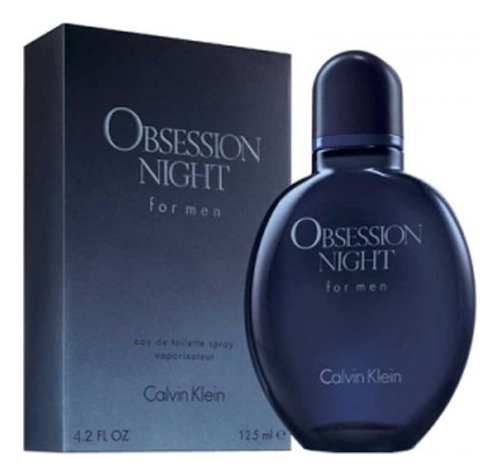 OBSESSION
NIGHT
for men
eau de toilette spray
vaporisateur
Calvin Klein
4.2 FL OZ
125 ml e
OBSESSION
NIGHT
for men
Calvin Klein